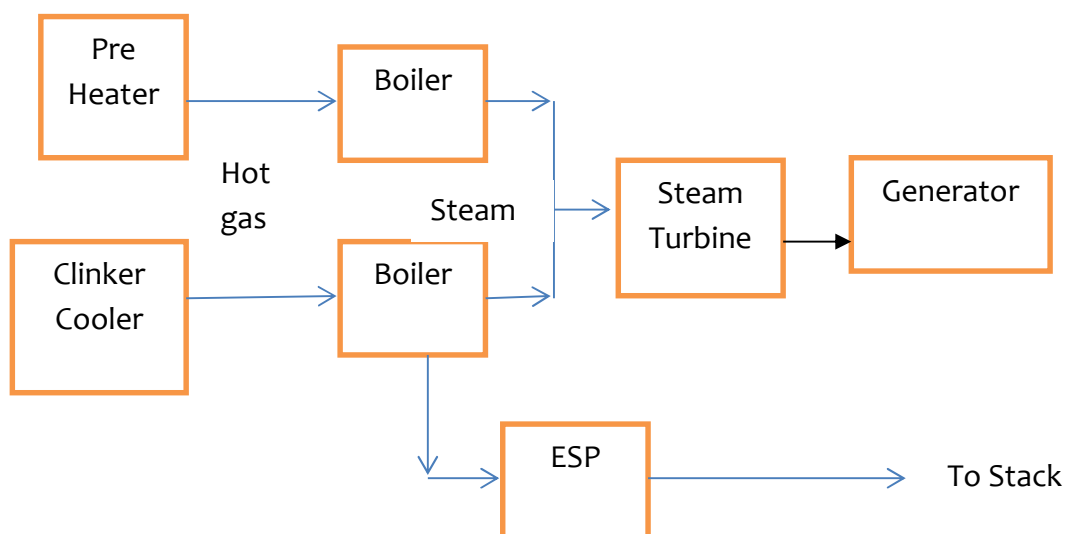 Pre
Heater
Boiler
Hot
gas
Steam
Steam
Turbine
Generator
Clinker
Cooler
Boiler
ESP
To Stack